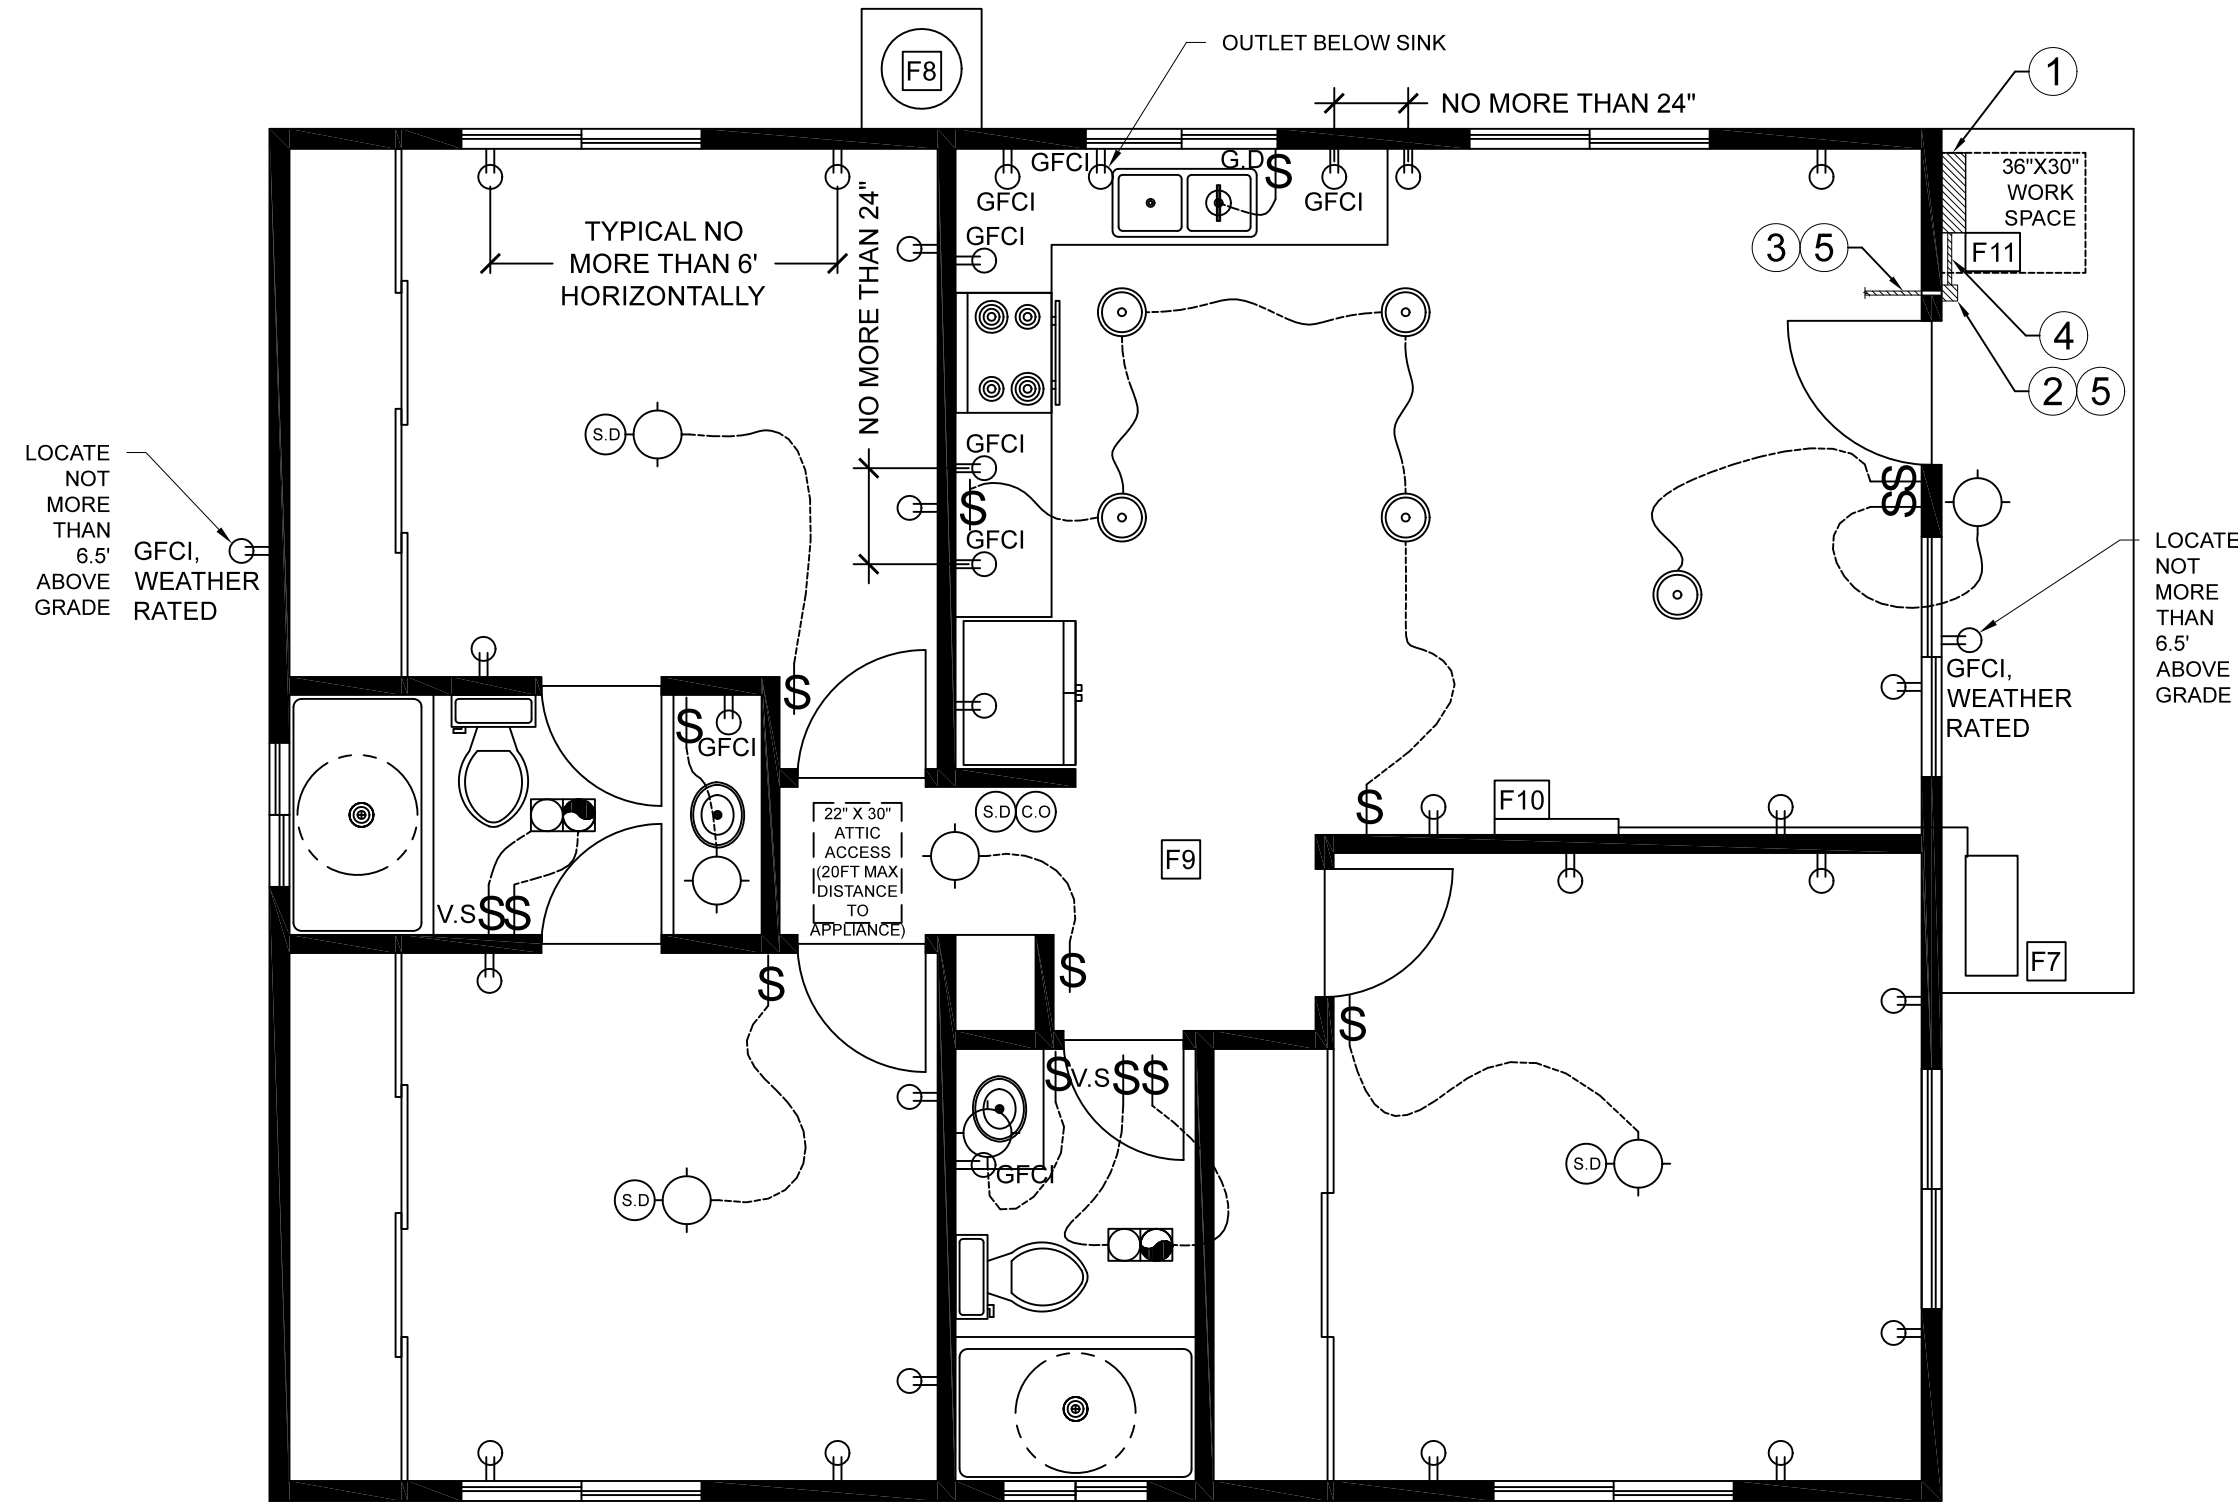 F8
OUTLET BELOW SINK
NO MORE THAN 24"
1
36"X30"
WORK
SPACE
F11
3
5
4
2
5
GFCI
G.D
S
GFCI
GFCI
GFCI
TYPICAL NO
MORE THAN 6'
HORIZONTALLY
NO MORE THAN 24"
S.D
GFCI
S
GFCI
S
S
LOCATE
NOT
MORE
THAN
6.5'
ABOVE
GRADE
GFCI,
WEATHER
RATED
LOCATE
NOT
MORE
THAN
6.5'
ABOVE
GRADE
GFCI,
WEATHER
RATED
S
S
GFCI
22" X 30"
ATTIC
ACCESS
(20FT MAX
DISTANCE
TO
APPLIANCE)
S.D
C.O
F10
S
F9
V.S
S
S
F7
S
S
S
S
V.S
S
S
GFCI
S.D
S.D